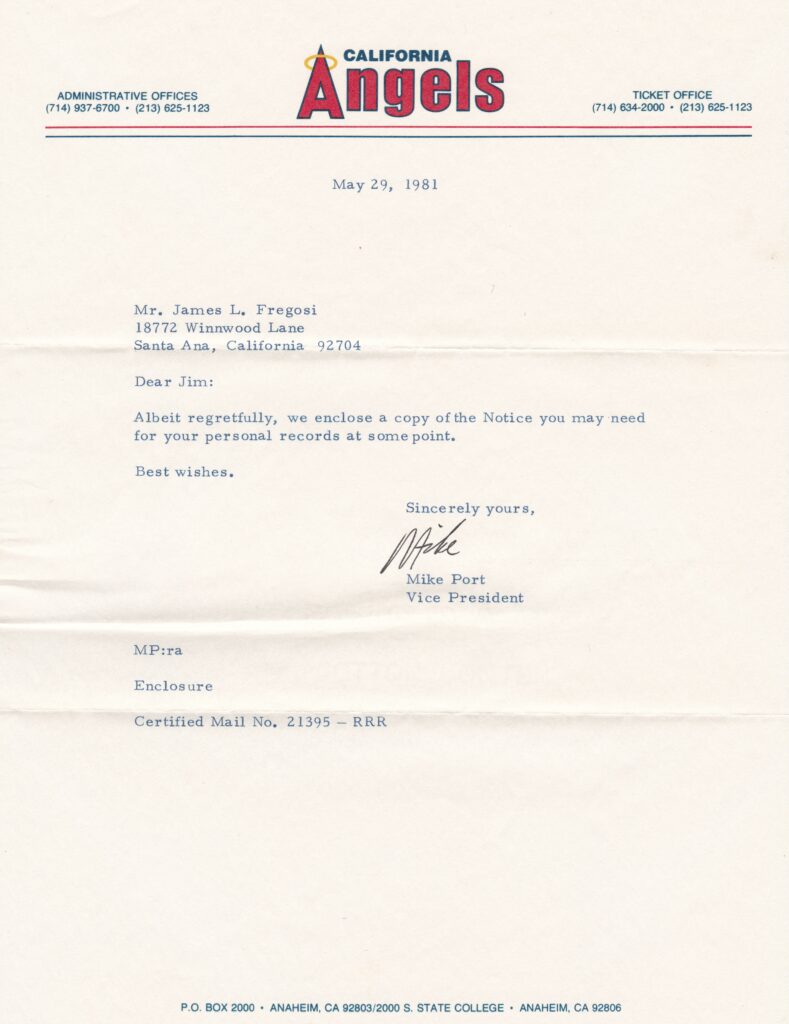 CALIFORNIA
Angels
ADMINISTRATIVE OFFICES
(714) 937-6700 • (213) 625-1123
TICKET OFFICE
(714) 634-2000 • (213) 625-1123
May 29, 1981
Mr. James L. Fregosi
18772 Winnwood Lane
Santa Ana, California 92704
Dear Jim:
Albeit regretfully, we enclose a copy of the Notice you may need
for your personal records at some point.
Best wishes.
Sincerely yours,
Mike
Mike Port
Vice President
MP:ra
Enclosure
Certified Mail No. 21395 – RRR
P.O. BOX 2000 • ANAHEIM, CA 92803/2000 S. STATE COLLEGE • ANAHEIM, CA 92806